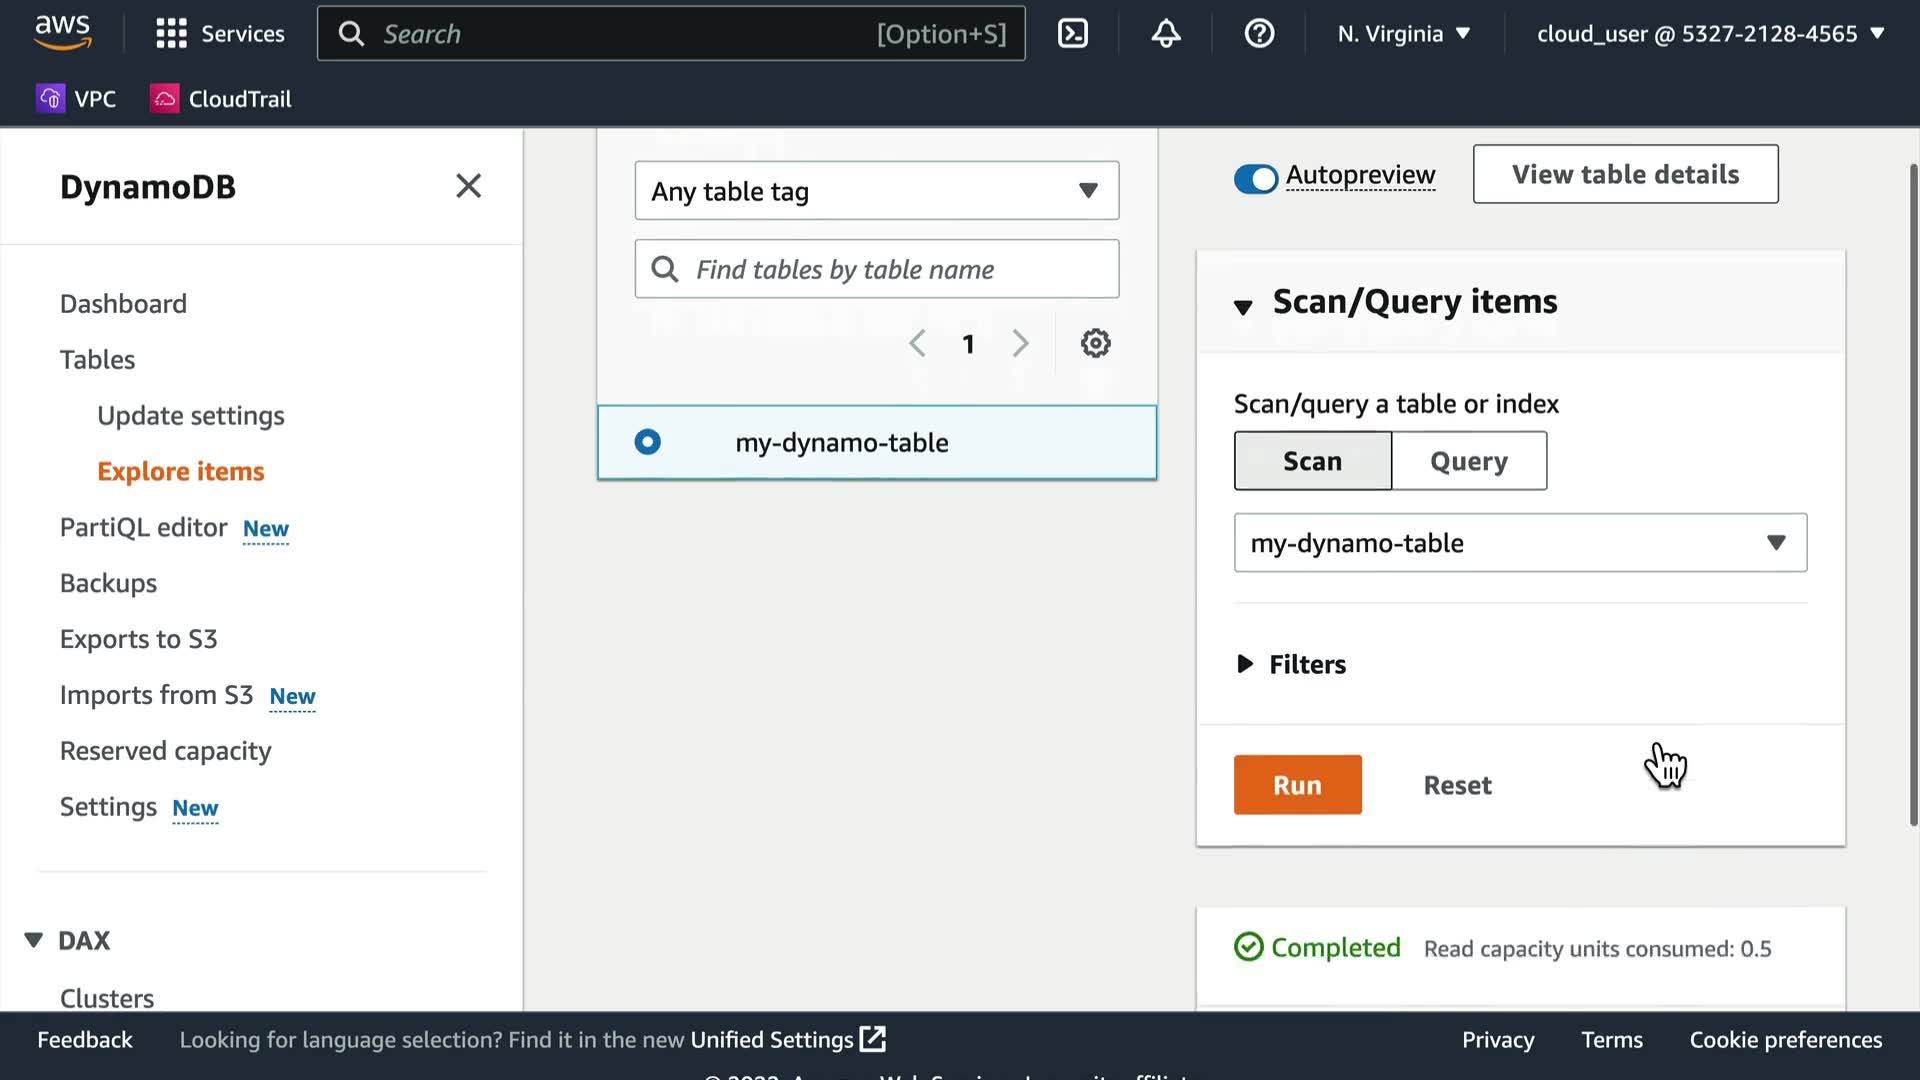 aws
Services
Search
[Option+S]
N. Virginia
cloud_user @ 5327-2128-4565
VPC
CloudTrail
DynamoDB
Dashboard
Tables
Update settings
Explore items
PartiQL editor New
Backups
Exports to S3
Imports from S3 New
Reserved capacity
Settings New
DAX
Clusters
Any table tag
Find tables by table name
1
my-dynamo-table
Autopreview
View table details
Scan/Query items
Scan/query a table or index
Scan
Query
my-dynamo-table
Filters
Run
Reset
Completed
Read capacity units consumed: 0.5
Feedback
Looking for language selection? Find it in the new Unified Settings
Privacy
Terms
Cookie preferences